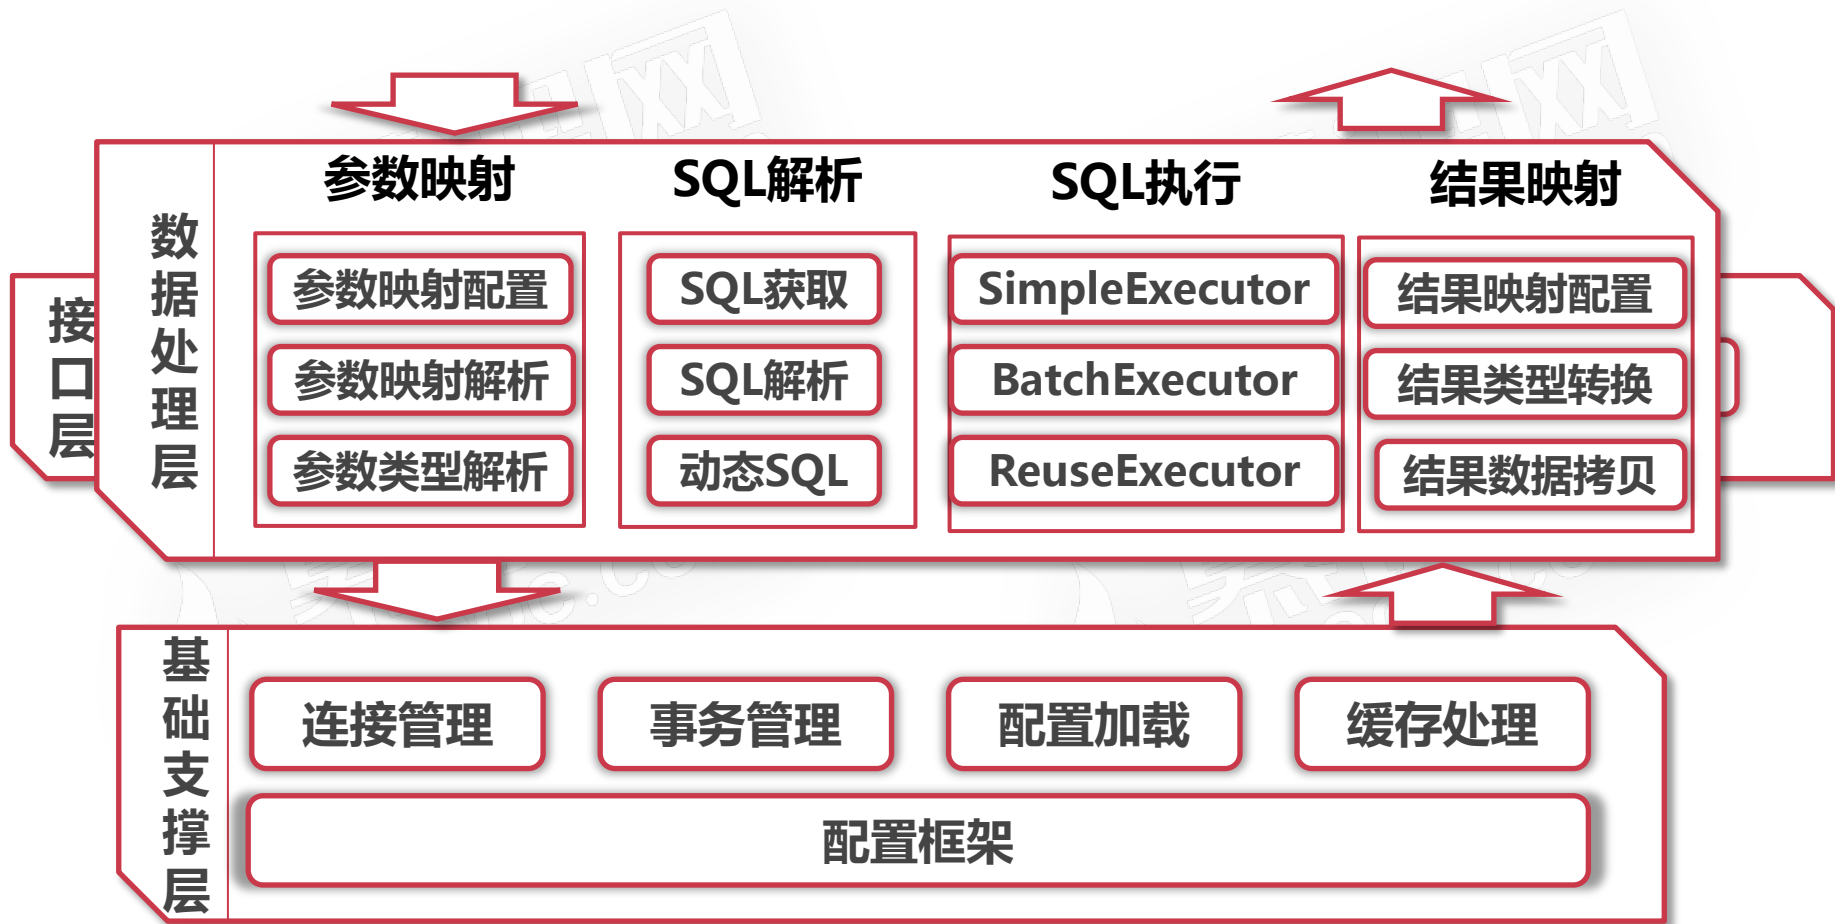 参数映射
SQL解析
SQL执行
结果映射
接口层
数据处理层
参数映射配置
SQL获取
SimpleExecutor
结果映射配置
参数映射解析
SQL解析
BatchExecutor
结果类型转换
参数类型解析
动态SQL
ReuseExecutor
结果数据拷贝
基础支撑层
连接管理
事务管理
配置加载
缓存处理
配置框架